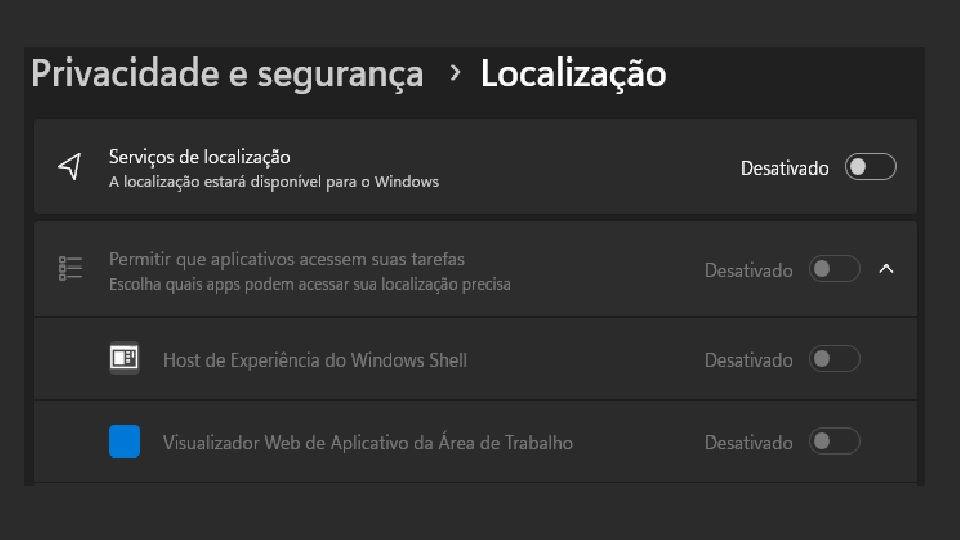 Privacidade e segurança > Localização
Serviços de localização
A localização estará disponível para o Windows
Desativado
Permitir que aplicativos acessem suas tarefas
Escolha quais apps podem acessar sua localização precisa
Desativado
Host de Experiência do Windows Shell
Desativado
Visualizador Web de Aplicativo da Área de Trabalho
Desativado